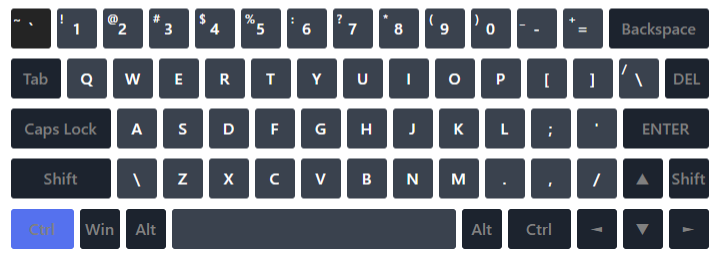 ~ ` ! 1 @ 2 # 3 $ 4 % 5 : 6 ? 7 * 8 ( 9 ) 0 _ - + = Backspace
Tab Q W E R T Y U I O P [ ] / \ DEL
Caps Lock A S D F G H J K L ; ' ENTER
Shift \ Z X C V B N M . , / ▲ Shift
Ctrl Win Alt Alt Ctrl ◄ ▼ ►